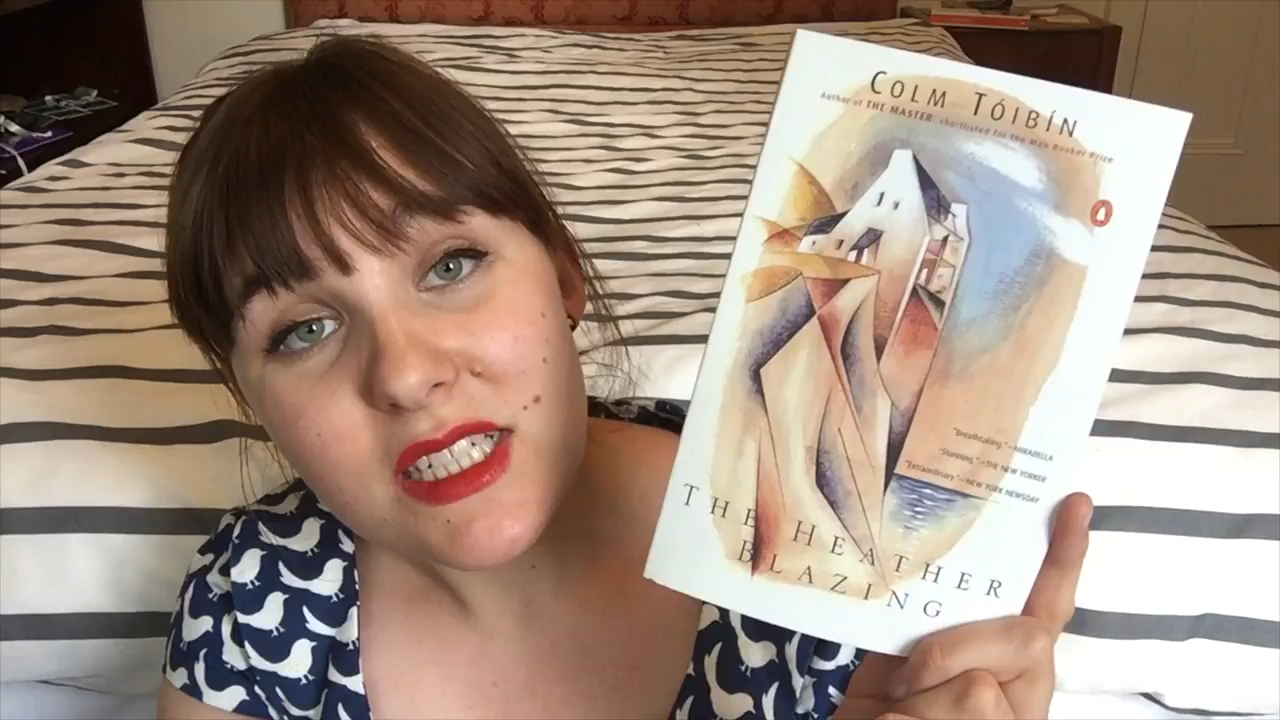 COLM TÓIBÍN
Author of THE MASTER, shortlisted for the Man Booker Prize
"Breathtaking."—MIRABELLA
"Stunning."—THE NEW YORKER
"Extraordinary."—NEW YORK NEWSDAY
THE HEATHER
BLAZING